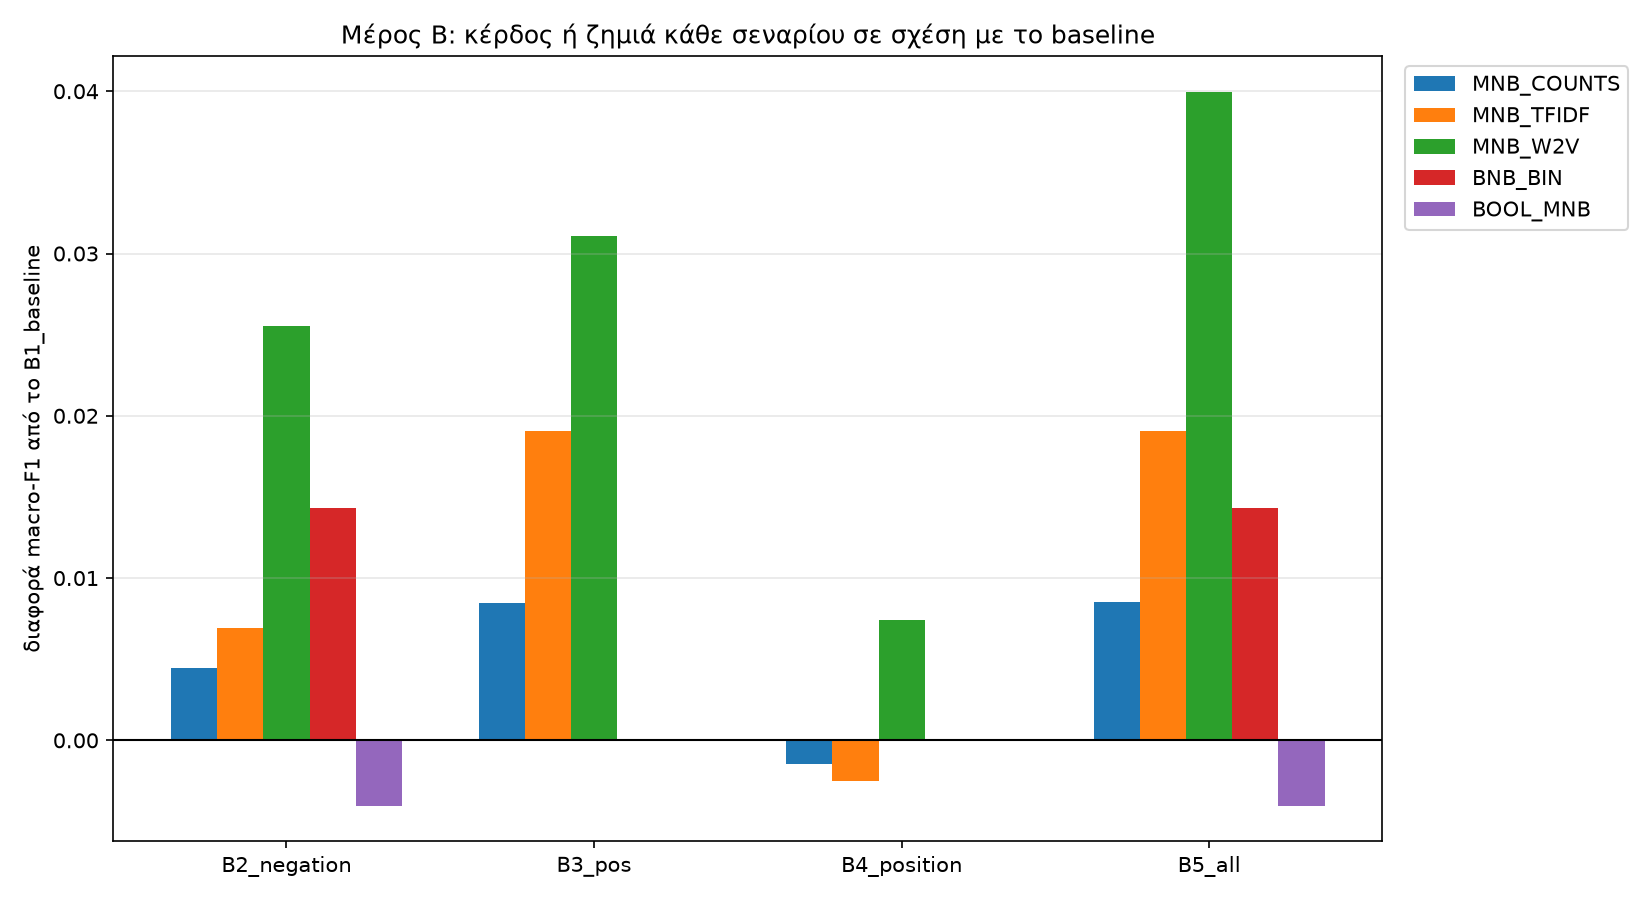 Μέρος Β: κέρδος ή ζημιά κάθε σεναρίου σε σχέση με το baseline
διαφορά macro-F1 από το B1_baseline
0.04
0.03
0.02
0.01
0.00
B2_negation
B3_pos
B4_position
B5_all
MNB_COUNTS
MNB_TFIDF
MNB_W2V
BNB_BIN
BOOL_MNB